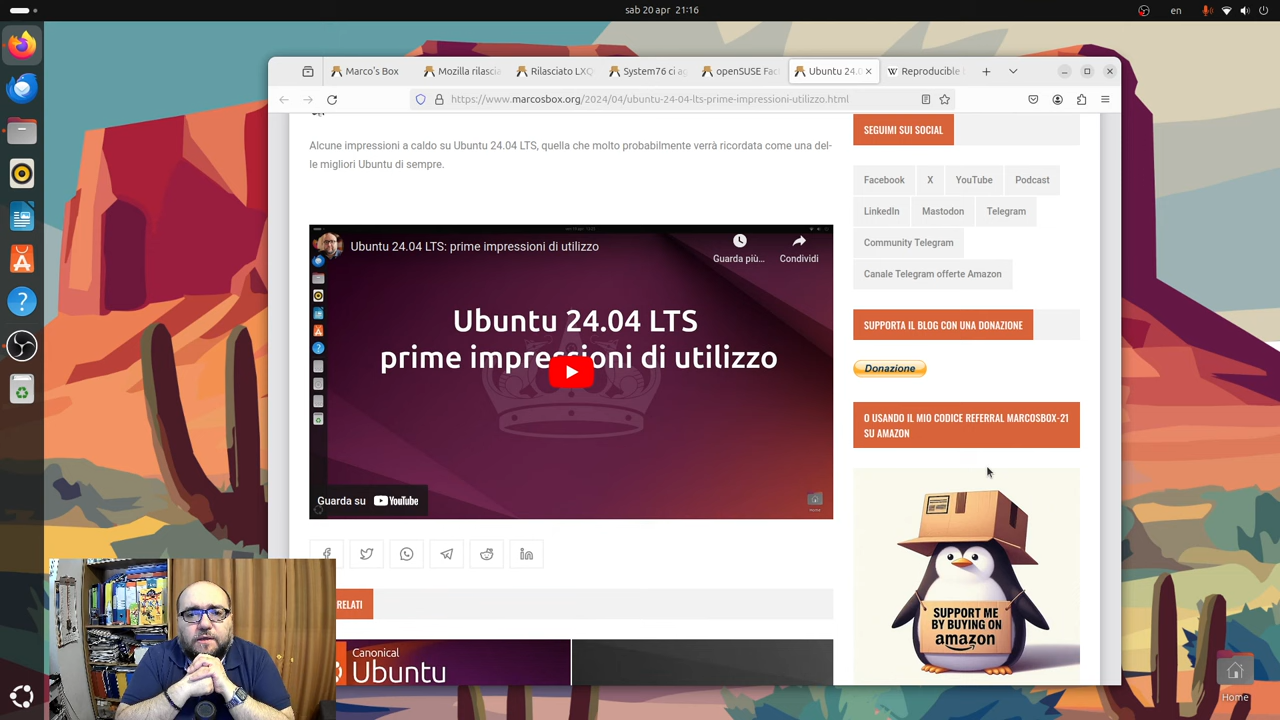 sab 20 apr 21:16
en
Marco's Box
Mozilla rilascia
Rilasciato LXQ
System76 ci ag
openSUSE Fac
Ubuntu 24.0
Reproducible
https://www.marcosbox.org/2024/04/ubuntu-24-04-lts-prime-impressioni-utilizzo.html
Alcune impressioni a caldo su Ubuntu 24.04 LTS, quella che molto probabilmente verrà ricordata come una del-
le migliori Ubuntu di sempre.
Ubuntu 24.04 LTS: prime impressioni di utilizzo
Guarda più...
Condividi
Ubuntu 24.04 LTS
prime impressioni di utilizzo
Guarda su YouTube
RELATI
Canonical
Ubuntu
SEGUIMI SUI SOCIAL
Facebook
X
YouTube
Podcast
LinkedIn
Mastodon
Telegram
Community Telegram
Canale Telegram offerte Amazon
SUPPORTA IL BLOG CON UNA DONAZIONE
Donazione
O USANDO IL MIO CODICE REFERRAL MARCOSBOX-21
SU AMAZON
SUPPORT ME
BY BUYING ON
amazon
Home